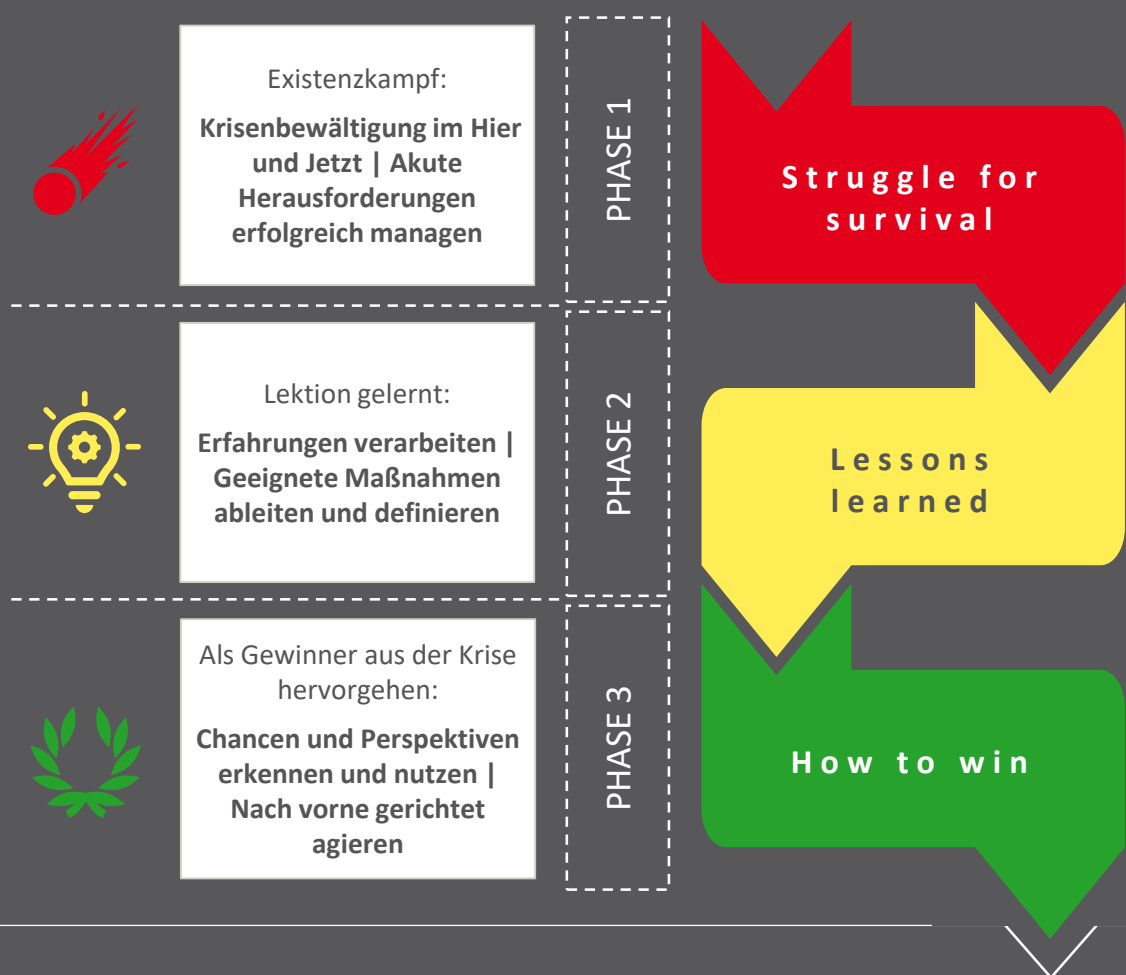 Existenzkampf:
Krisenbewältigung im Hier
und Jetzt | Akute
Herausforderungen
erfolgreich managen
PHASE 1
Struggle for
survival
Lektion gelernt:
Erfahrungen verarbeiten |
Geeignete Maßnahmen
ableiten und definieren
PHASE 2
Lessons
learned
Als Gewinner aus der Krise
hervorgehen:
Chancen und Perspektiven
erkennen und nutzen |
Nach vorne gerichtet
agieren
PHASE 3
How to win